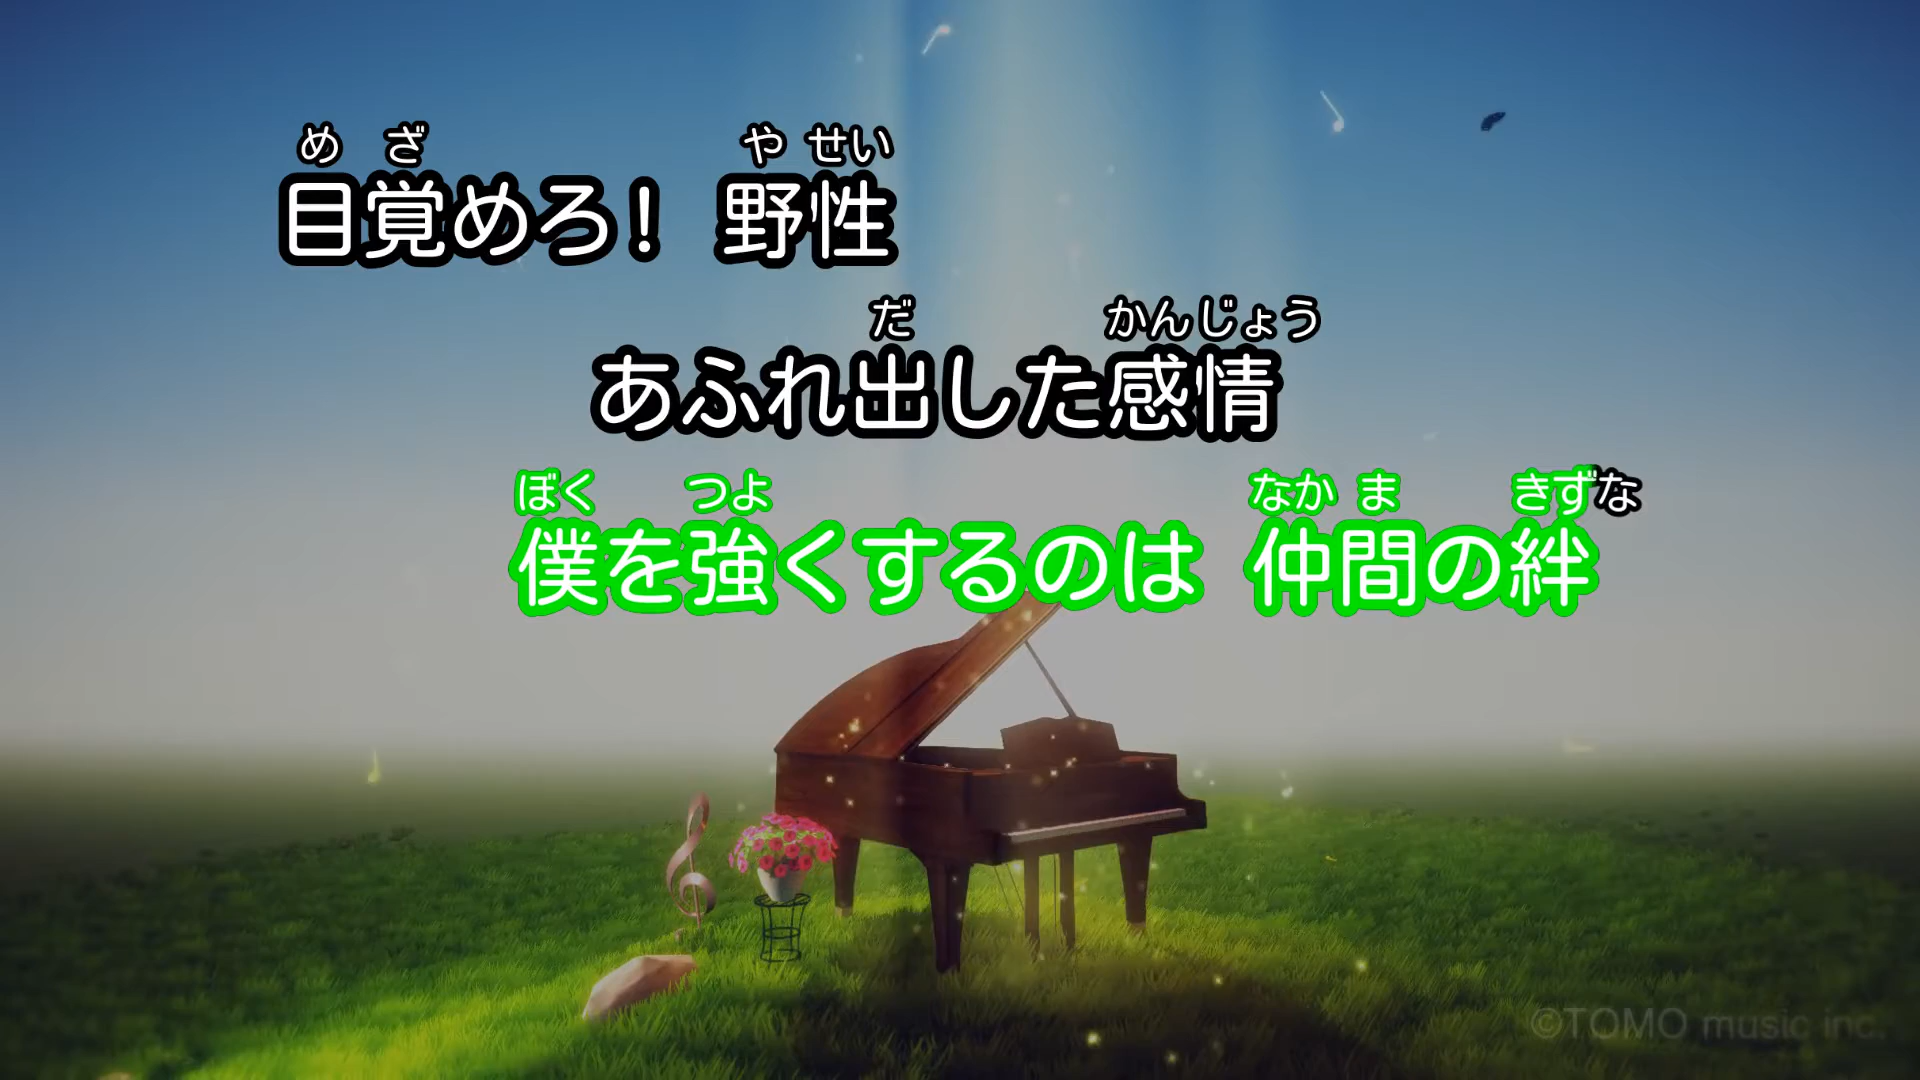 め ざ や せい
目覚めろ! 野性
だ かんじょう
あふれ出した感情
ぼく つよ なか ま きずな
僕を強くするのは 仲間の絆
©TOMO music inc.